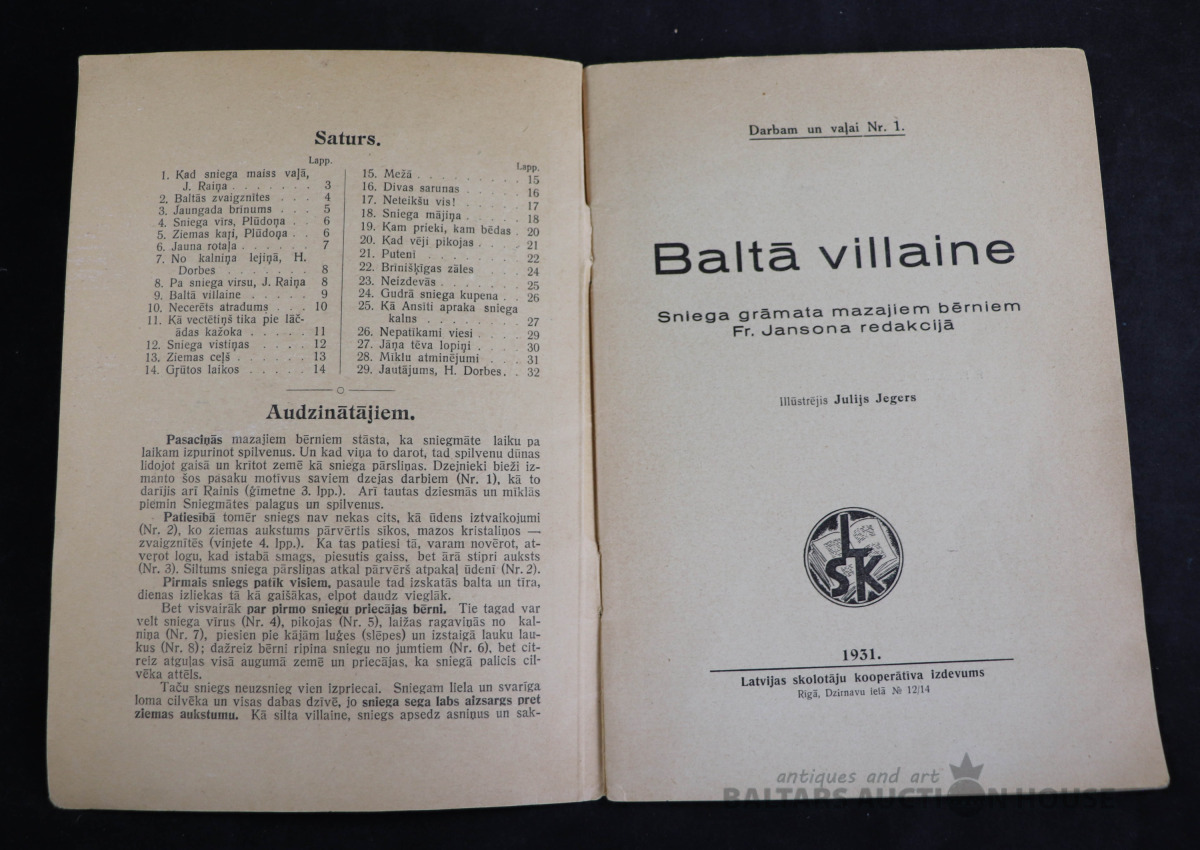 Saturs.
Lapp.
1. Kad sniega maiss vaļā,
J. Raiņa . . . . . . . 3
2. Baltās zvaigznītes . . . 4
3. Jaungada brīnums . . . 5
4. Sniega vīrs, Plūdoņa . . 6
5. Ziemas kaŗi, Plūdoņa . . 6
6. Jauna rotaļa . . . . . . 7
7. No kalniņa lejiņā, H.
Dorbes . . . . . . . . 8
8. Pa sniega virsu, J. Raiņa 8
9. Baltā villaine . . . . . 9
10. Necerēts atradums . . . 10
11. Kā vectētiņš tika pie lāč-
ādas kažoka . . . . . 11
12. Sniega vistiņas . . . . 12
13. Ziemas ceļš . . . . . . 13
14. Gŗūtos laikos . . . . . 14
Lapp.
15. Mežā . . . . . . . . . 15
16. Divas sarunas . . . . . 16
17. Neteikšu vis! . . . . . 17
18. Sniega mājiņa . . . . . 18
19. Kam prieki, kam bēdas . 20
20. Kad vēji pikojas . . . . 21
21. Puteni . . . . . . . . 22
22. Brīnišķīgas zāles . . . 24
23. Neizdevās . . . . . . . 25
24. Gudrā sniega kupena . . 26
25. Kā Ansīti apraka sniega
kalns . . . . . . . . 27
26. Nepatīkami viesi . . . . 29
27. Jāņa tēva lopiņi . . . . 30
28. Mīklu atminējumi . . . 31
29. Jautājums, H. Dorbes. . 32
Audzinātājiem.
Pasaciņās mazajiem bērniem stāsta, ka sniegmāte laiku pa
laikam izpurinot spilvenus. Un kad viņa to darot, tad spilvenu dūnas
lidojot gaisā un krītot zemē kā sniega pārsliņas. Dzejnieki bieži iz-
manto šos pasaku motīvus saviem dzejas darbiem (Nr. 1), kā to
darījis arī Rainis (ģīmetne 3. lpp.). Arī tautas dziesmās un mīklās
piemin Sniegmātes palagus un spilvenus.
Patiesībā tomēr sniegs nav nekas cits, kā ūdens iztvaikojumi
(Nr. 2), ko ziemas aukstums pārvērtis sīkos, mazos kristaliņos —
zvaigznītēs (vinjete 4. lpp.). Ka tas patiesi tā, varam novērot, at-
veŗot logu, kad istabā smags, piesutis gaiss, bet ārā stipri auksts
(Nr. 3). Siltums sniega pārsliņas atkal pārvērš atpakaļ ūdenī (Nr. 2).
Pirmais sniegs patīk visiem, pasaule tad izskatās balta un tīra,
dienas izliekas tā kā gaišākas, elpot daudz vieglāk.
Bet visvairāk par pirmo sniegu priecājas bērni. Tie tagad var
velt sniega vīrus (Nr. 4), pikojas (Nr. 5), laižas ragaviņās no kal-
niņa (Nr. 7), piesien pie kājām luģes (slēpes) un izstaigā lauku lau-
kus (Nr. 8); dažreiz bērni ripina sniegu no jumtiem (Nr. 6), bet cit-
reiz atguļas visā augumā zemē un priecājas, ka sniegā palicis cil-
vēka attēls.
Taču sniegs neuzsnieg vien izpriecai. Sniegam liela un svarīga
loma cilvēka un visas dabas dzīvē, jo sniega sega labs aizsargs pret
ziemas aukstumu. Kā silta villaine, sniegs apsedz asniņus un sak-
Darbam un vaļai Nr. 1.
Baltā villaine
Sniega grāmata mazajiem bērniem
Fr. Jansona redakcijā
Illūstrējis Julijs Jegers
LSK
1931.
Latvijas skolotāju kooperātīva izdevums
Rīgā, Dzirnavu ielā № 12/14
antiques and art
BALTARS AUCTION HOUSE